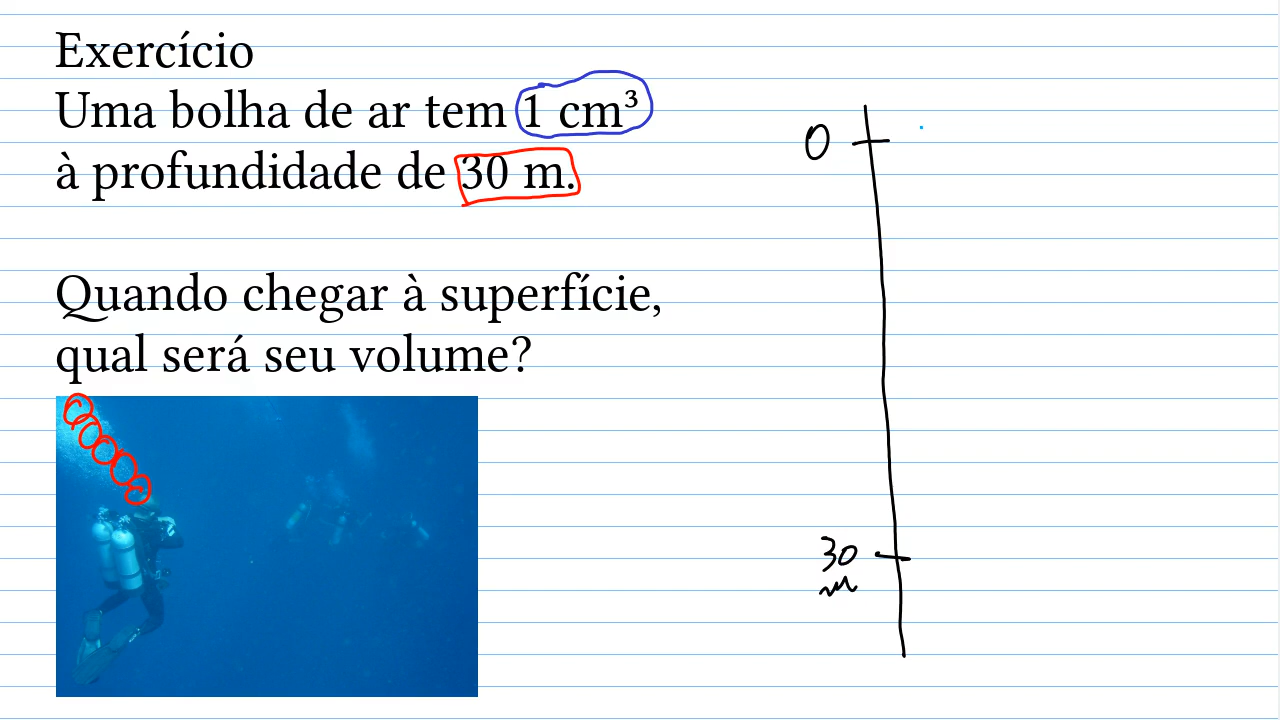 Exercício
Uma bolha de ar tem 1 cm³
à profundidade de 30 m.
Quando chegar à superfície,
qual será seu volume?
0
30
m